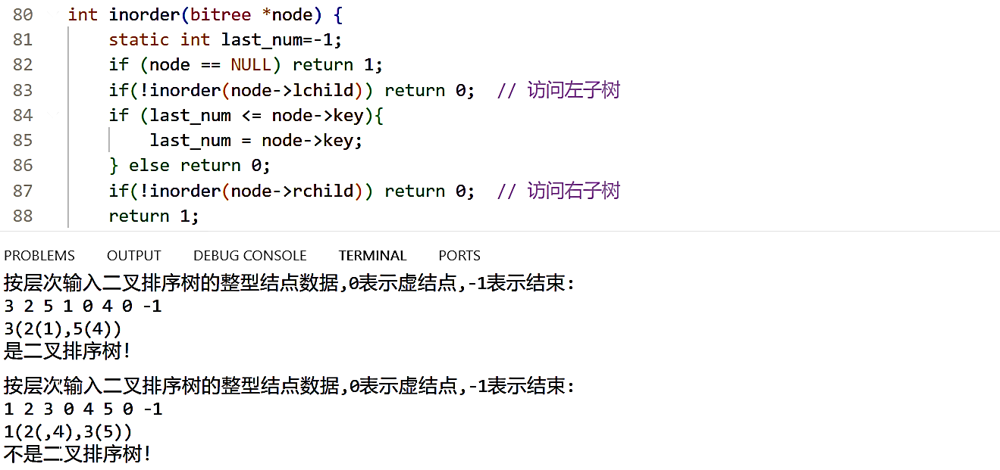 80 int inorder(bitree *node) {
81 static int last_num=-1;
82 if (node == NULL) return 1;
83 if(!inorder(node->lchild)) return 0; // 访问左子树
84 if (last_num <= node->key){
85 last_num = node->key;
86 } else return 0;
87 if(!inorder(node->rchild)) return 0; // 访问右子树
88 return 1;
PROBLEMS OUTPUT DEBUG CONSOLE TERMINAL PORTS
按层次输入二叉排序树的整型结点数据,0表示虚结点,-1表示结束:
3 2 5 1 0 4 0 -1
3(2(1),5(4))
是二叉排序树!
按层次输入二叉排序树的整型结点数据,0表示虚结点,-1表示结束:
1 2 3 0 4 5 0 -1
1(2(,4),3(5))
不是二叉排序树!